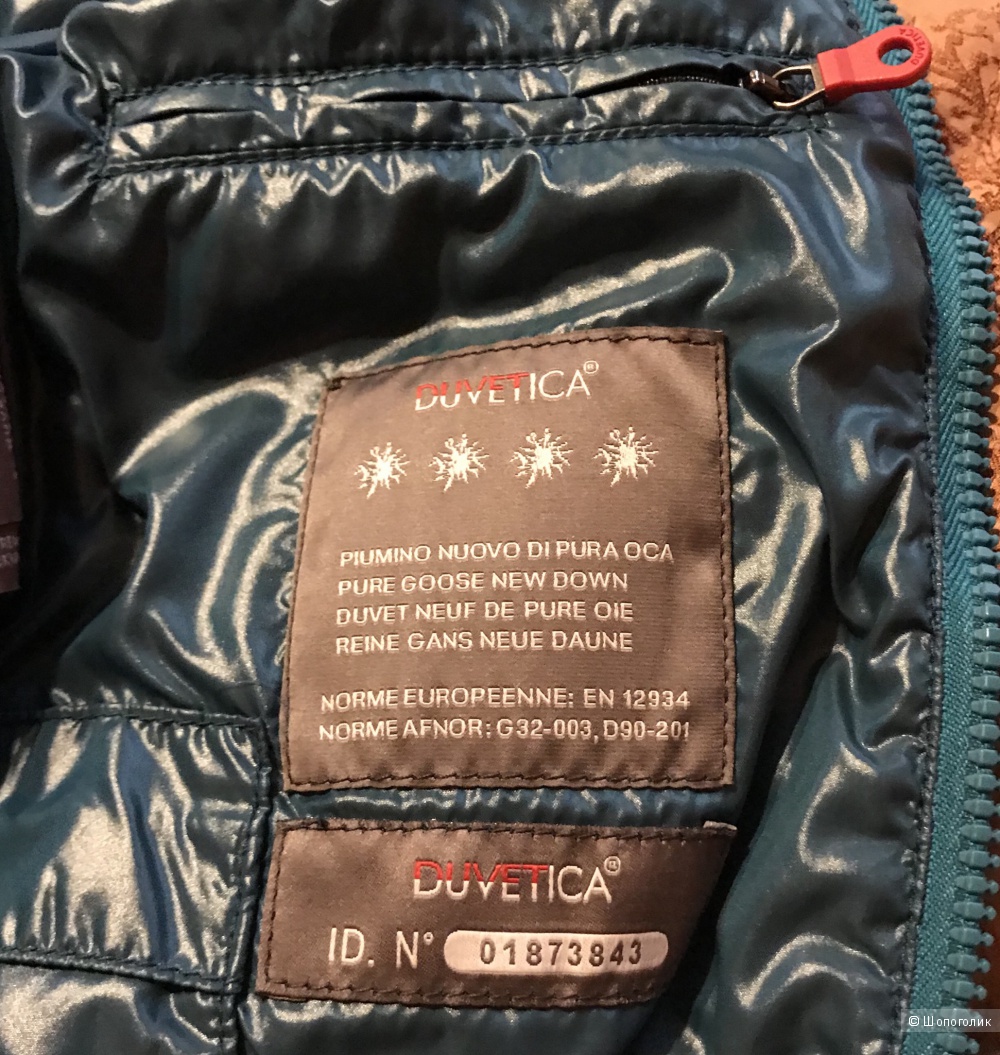 DUVETICA®
PIUMINO NUOVO DI PURA OCA
PURE GOOSE NEW DOWN
DUVET NEUF DE PURE OIE
REINE GANS NEUE DAUNE
NORME EUROPEENNE: EN 12934
NORME AFNOR: G32-003, D90-201
DUVETICA®
ID. N° 01873843
© Шопоголик